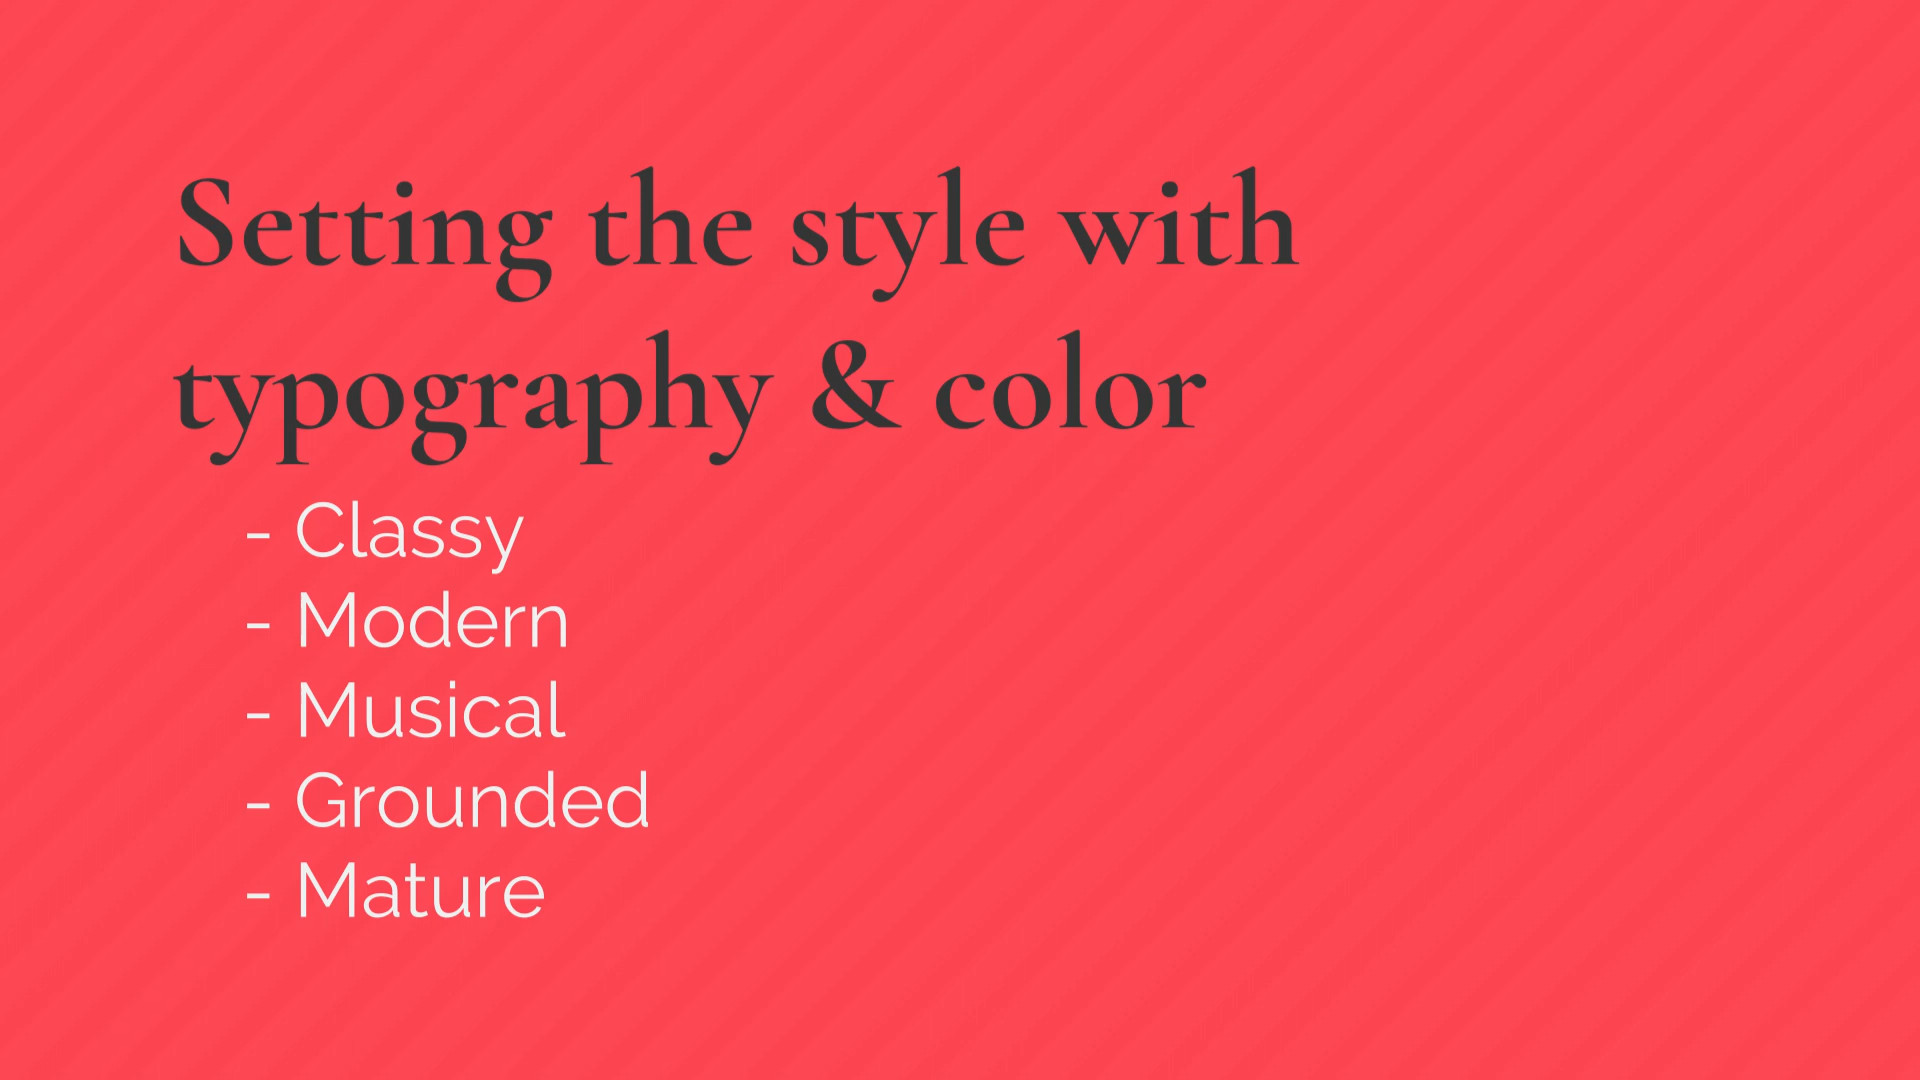 Setting the style with
typography & color
- Classy
- Modern
- Musical
- Grounded
- Mature